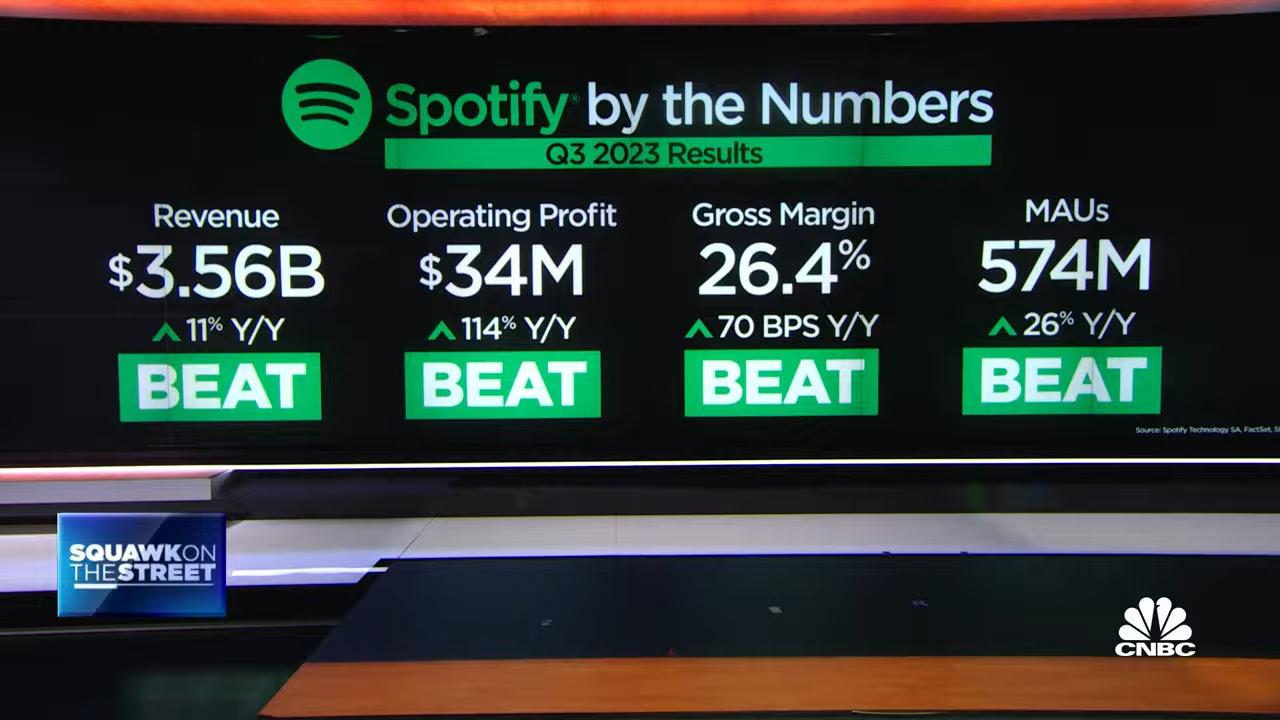 Spotify® by the Numbers
Q3 2023 Results
Revenue
$3.56B
11% Y/Y
BEAT
Operating Profit
$34M
114% Y/Y
BEAT
Gross Margin
26.4%
70 BPS Y/Y
BEAT
MAUs
574M
26% Y/Y
BEAT
Source: Spotify Technology SA, FactSet,
SQUAWK ON
THE STREET
CNBC